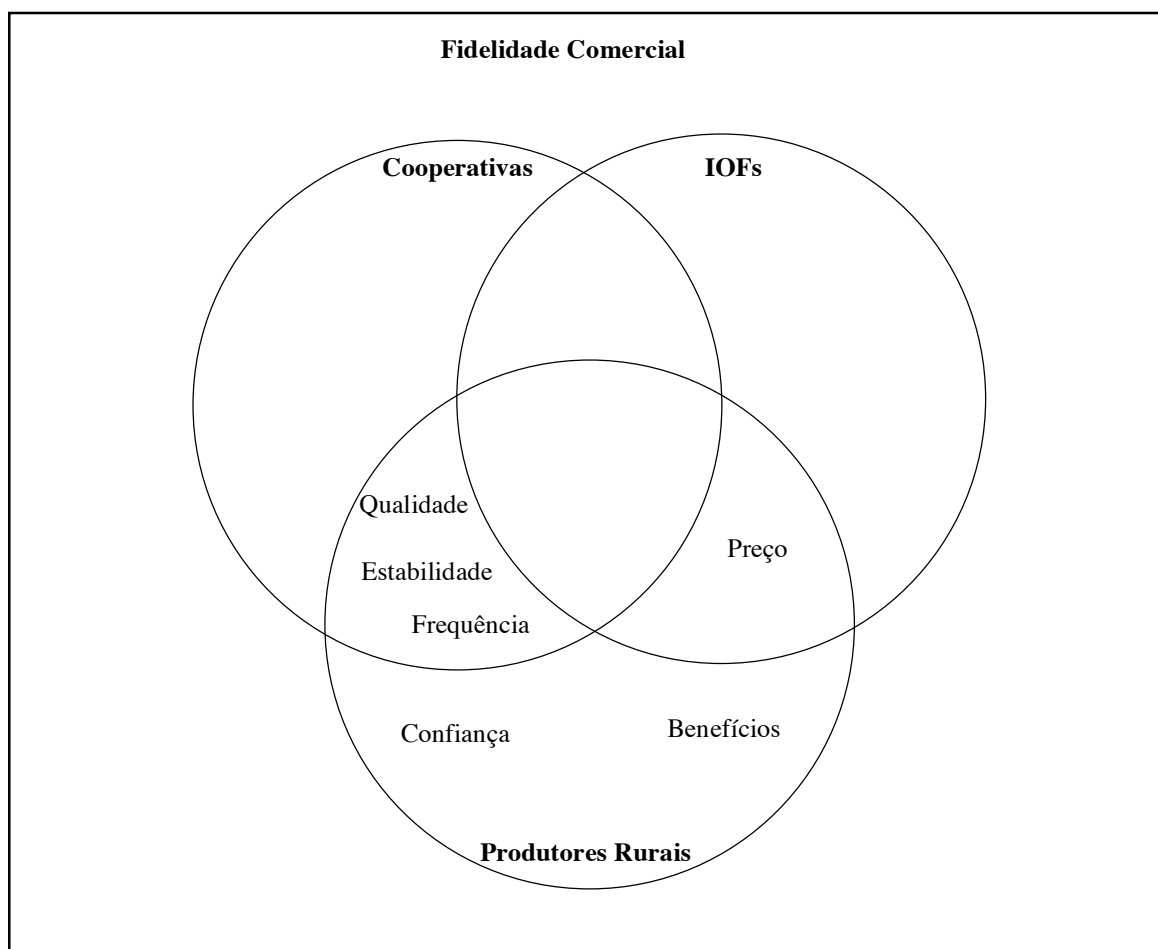 Fidelidade Comercial
Cooperativas
IOFs
Qualidade
Preço
Estabilidade
Frequência
Confiança
Benefícios
Produtores Rurais